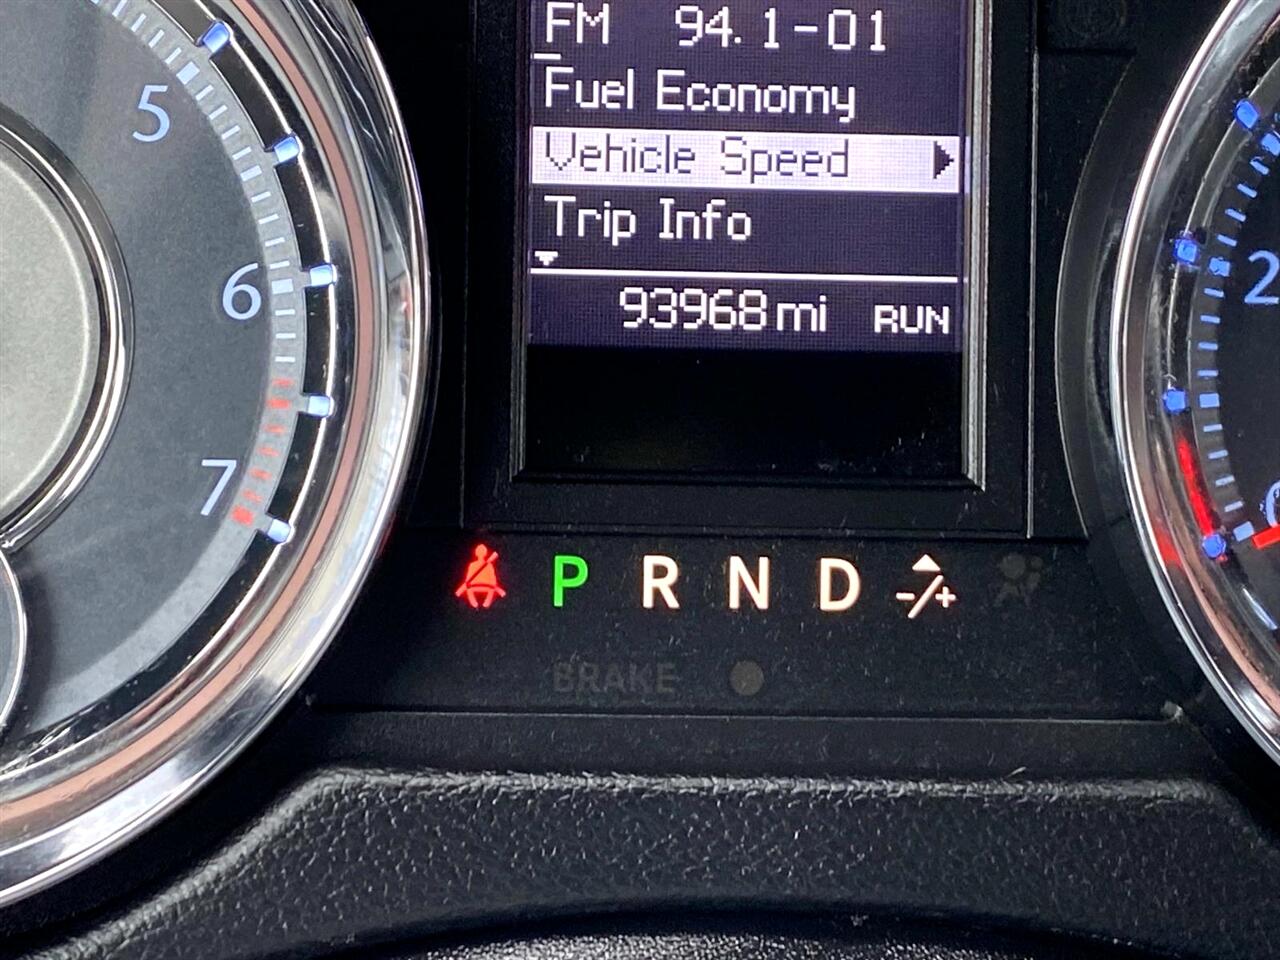 FM 94.1-01
Fuel Economy
Vehicle Speed
Trip Info
93968 mi RUN
5
6
7
2
P R N D -/+
BRAKE